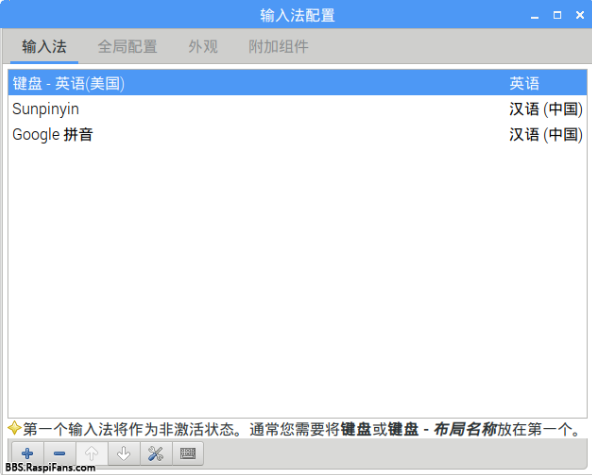 输入法配置
输入法 全局配置 外观 附加组件
键盘 - 英语(美国) 英语
Sunpinyin 汉语 (中国)
Google 拼音 汉语 (中国)
第一个输入法将作为非激活状态。通常您需要将键盘或键盘 - 布局名称放在第一个。
BBS.RaspiFans.com